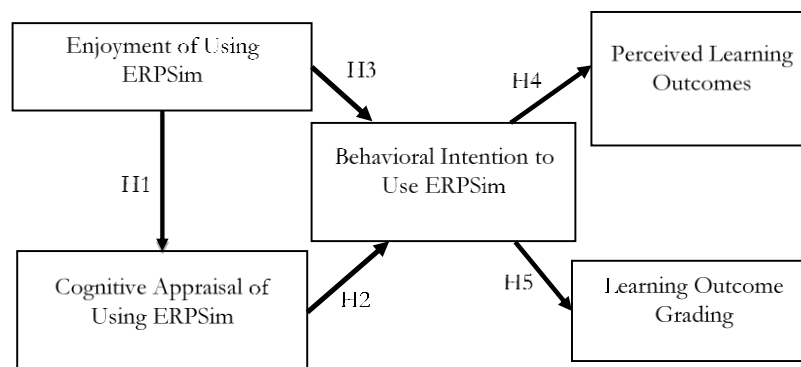 Enjoyment of Using
ERPSim
H3
H4
Perceived Learning
Outcomes
Behavioral Intention to
Use ERPSim
H1
Cognitive Appraisal of
Using ERPSim
H2
H5
Learning Outcome
Grading